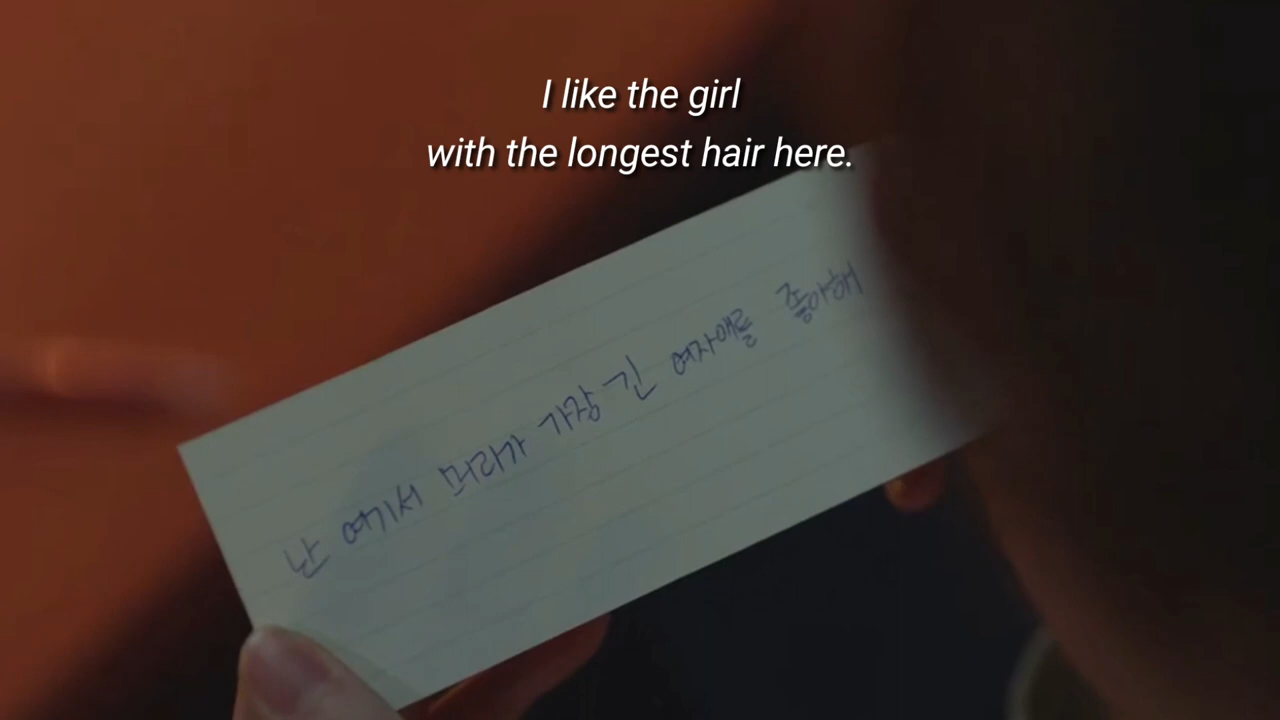 I like the girl
with the longest hair here.
난 여기서 머리가 가장 긴 여자애를 좋아해